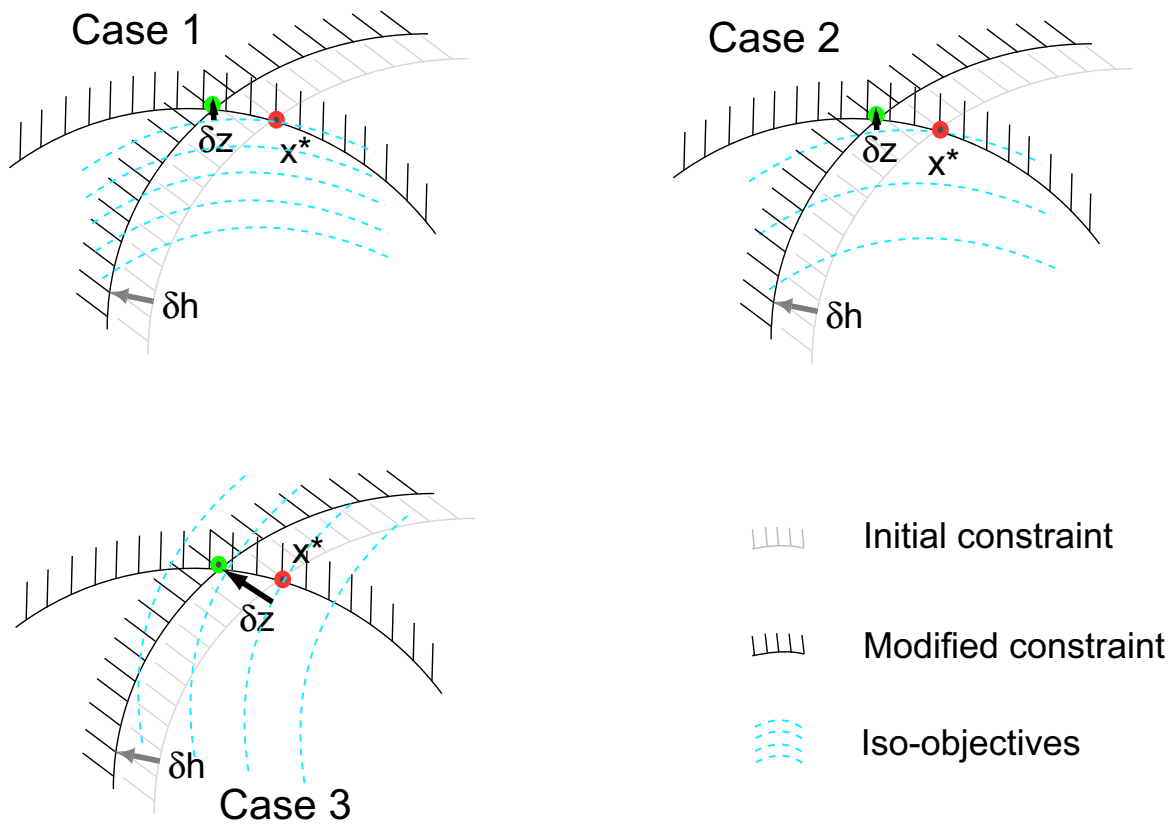 Case 1
δz
x*
δh
Case 2
δz
x*
δh
x*
δz
δh
Case 3
Initial constraint
Modified constraint
Iso-objectives